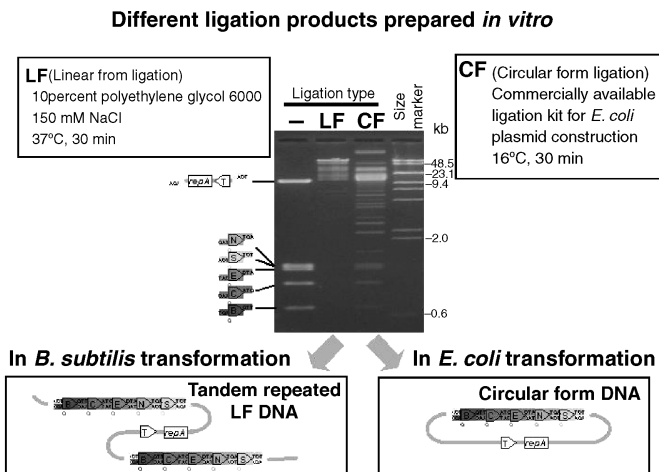 Different ligation products prepared in vitro
LF (Linear from ligation)
10percent polyethylene glycol 6000
150 mM NaCl
37ºC, 30 min
Ligation type
– LF CF
Size marker
kb
CF (Circular form ligation)
Commercially available
ligation kit for E. coli
plasmid construction
16ºC, 30 min
–48.5
–23.1
–9.4
–2.0
–0.6
repA T
N
S
E
C
B
In B. subtilis transformation
In E. coli transformation
Tandem repeated
LF DNA
B C E N S
T repA
B C E N S
Circular form DNA
B C E N S
T repA